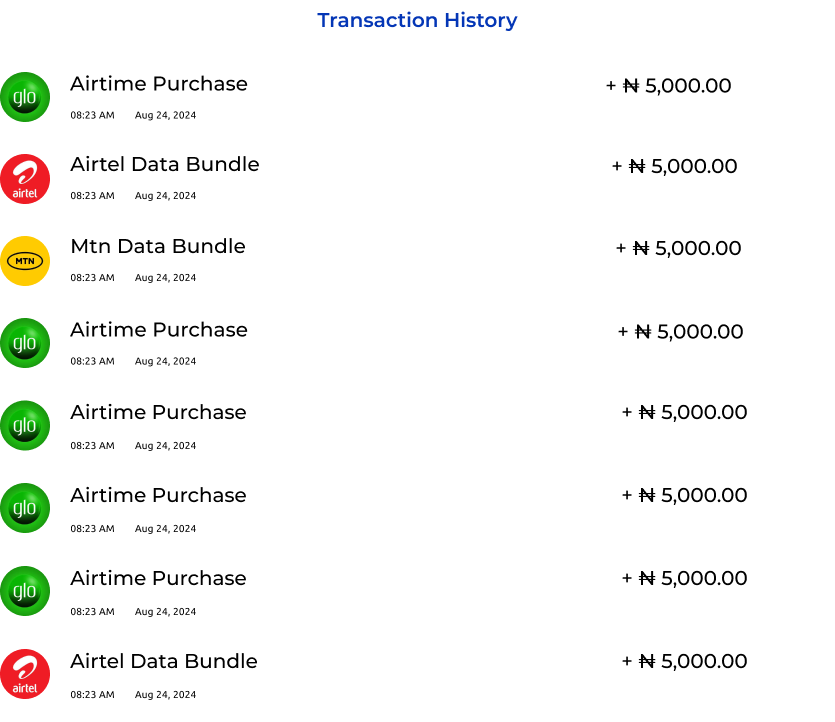 Transaction History
glo Airtime Purchase + ₦ 5,000.00
08:23 AM Aug 24, 2024
airtel Airtel Data Bundle + ₦ 5,000.00
08:23 AM Aug 24, 2024
MTN Mtn Data Bundle + ₦ 5,000.00
08:23 AM Aug 24, 2024
glo Airtime Purchase + ₦ 5,000.00
08:23 AM Aug 24, 2024
glo Airtime Purchase + ₦ 5,000.00
08:23 AM Aug 24, 2024
glo Airtime Purchase + ₦ 5,000.00
08:23 AM Aug 24, 2024
glo Airtime Purchase + ₦ 5,000.00
08:23 AM Aug 24, 2024
airtel Airtel Data Bundle + ₦ 5,000.00
08:23 AM Aug 24, 2024